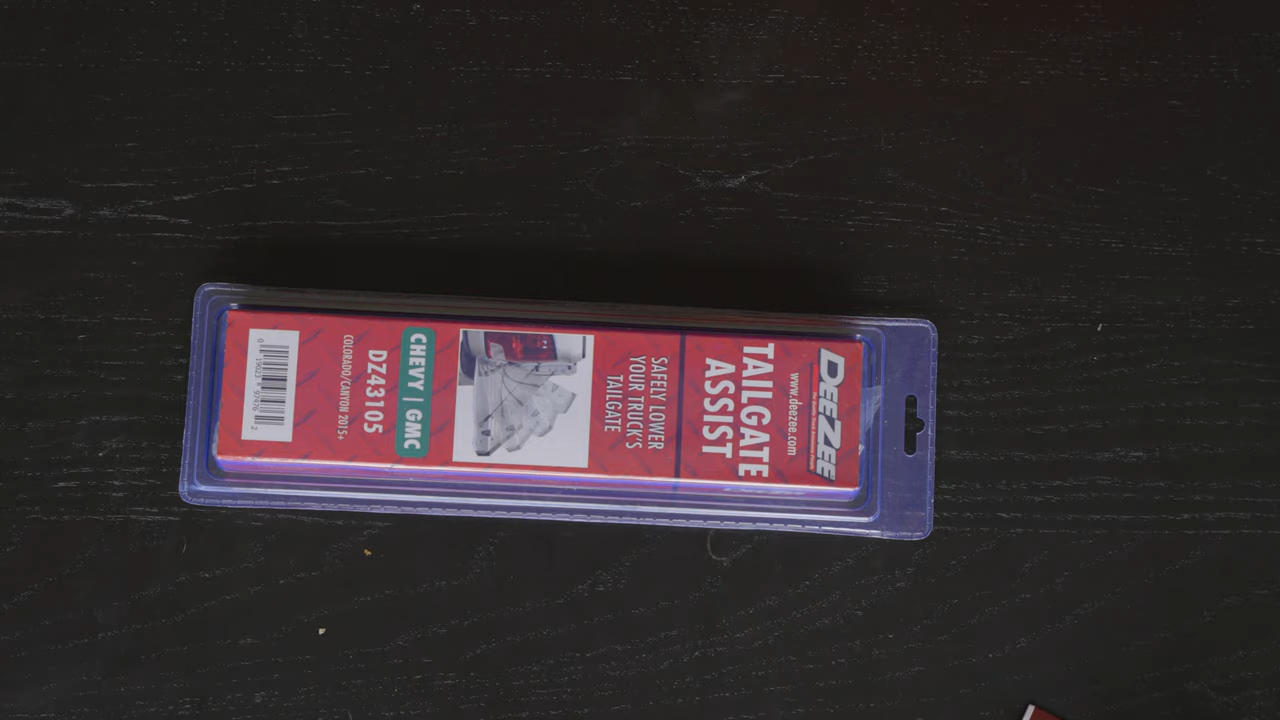 DEEZEE
www.deezee.com
TAILGATE
ASSIST
SAFELY LOWER
YOUR TRUCK'S
TAILGATE
CHEVY | GMC
DZ43105
COLORADO/CANYON 2015+